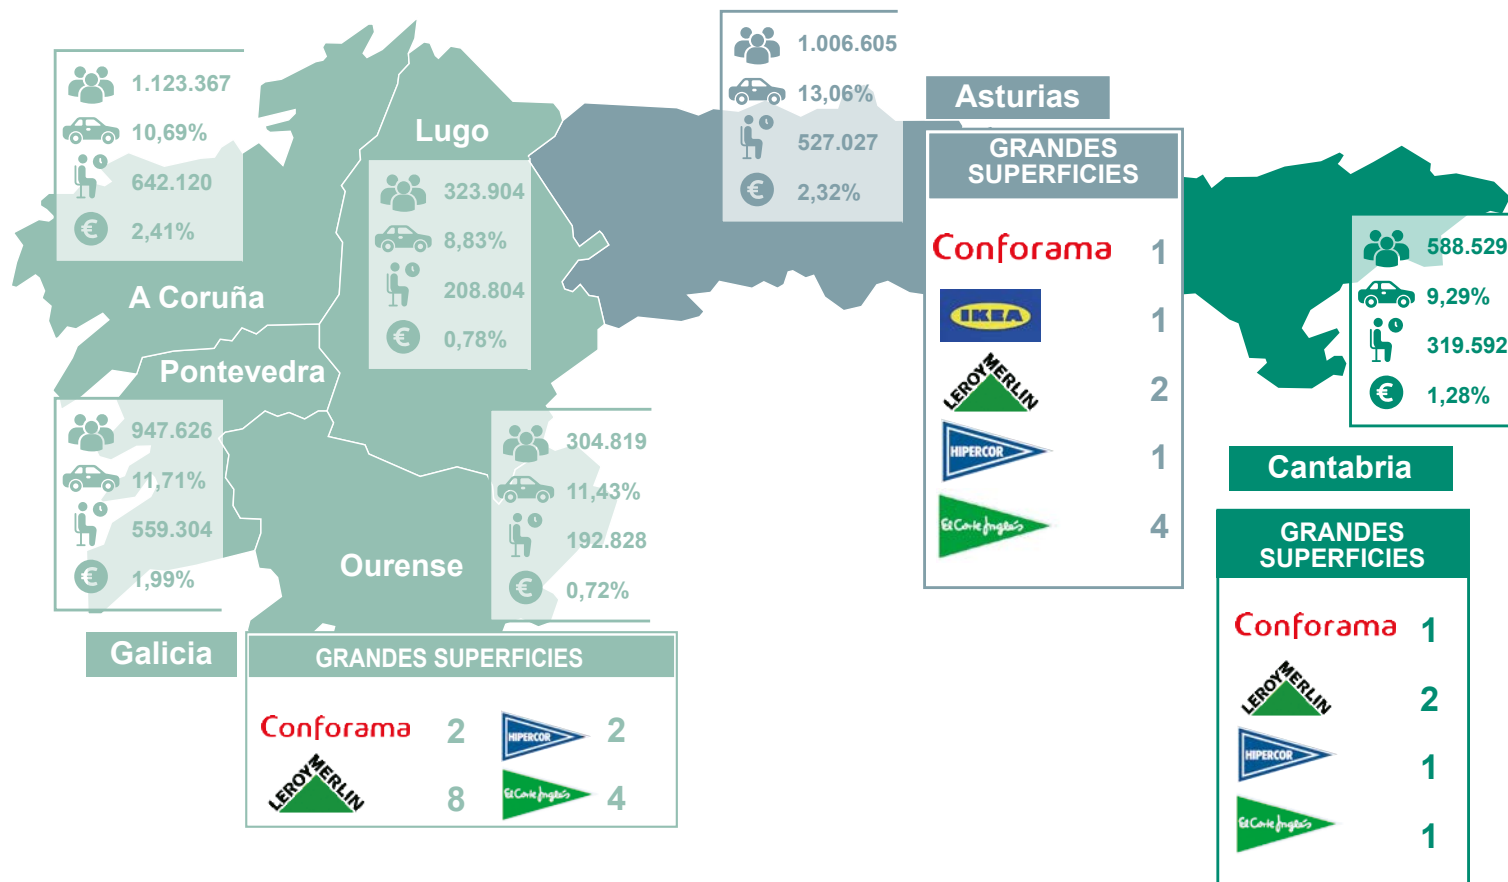 1.123.367
10,69%
642.120
2,41%
A Coruña
Lugo
323.904
8,83%
208.804
0,78%
Pontevedra
947.626
11,71%
559.304
1,99%
304.819
11,43%
192.828
0,72%
Ourense
Galicia
GRANDES SUPERFICIES
Conforama 2
HIPERCOR 2
LEROY MERLIN 8
El Corte Inglés 4
1.006.605
13,06%
527.027
2,32%
Asturias
GRANDES
SUPERFICIES
Conforama 1
IKEA 1
LEROY MERLIN 2
HIPERCOR 1
El Corte Inglés 4
588.529
9,29%
319.592
1,28%
Cantabria
GRANDES
SUPERFICIES
Conforama 1
LEROY MERLIN 2
HIPERCOR 1
El Corte Inglés 1